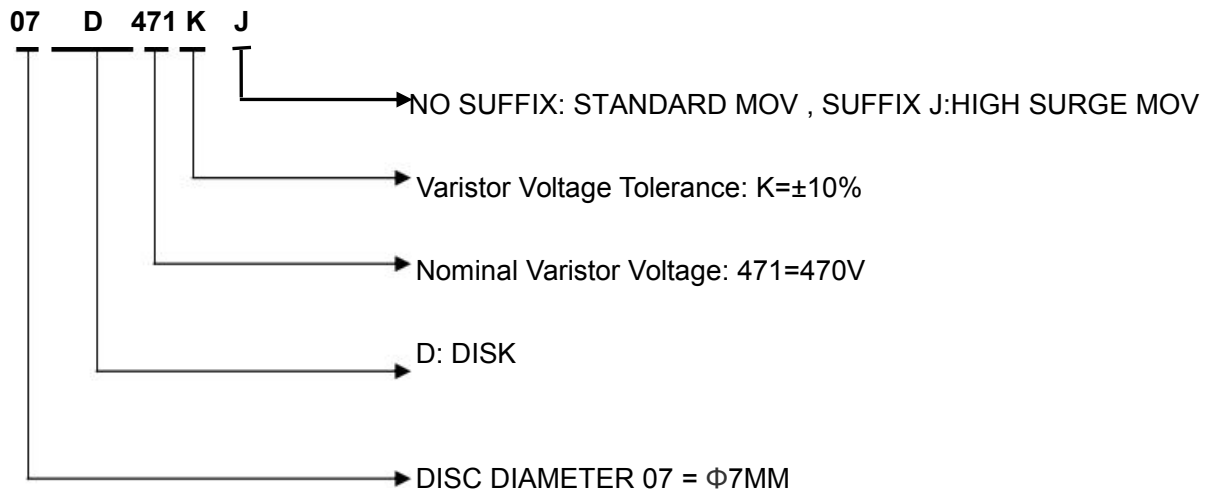 07 D 471 K J
NO SUFFIX: STANDARD MOV , SUFFIX J:HIGH SURGE MOV
Varistor Voltage Tolerance: K=±10%
Nominal Varistor Voltage: 471=470V
D: DISK
DISC DIAMETER 07 = Φ7MM